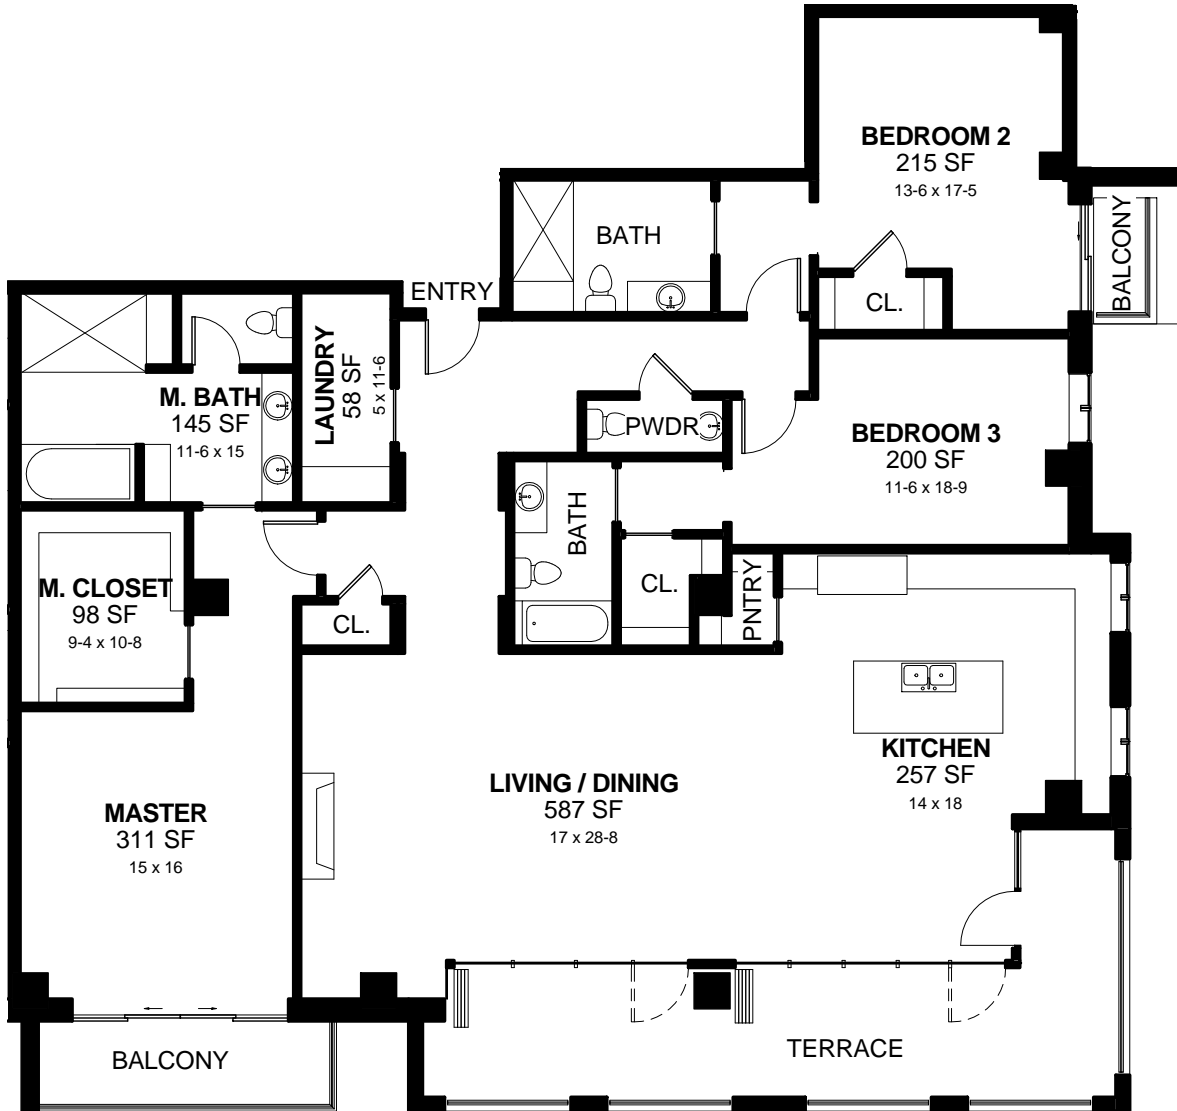 BEDROOM 2
215 SF
13-6 x 17-5
BALCONY
BATH
CL.
ENTRY
LAUNDRY
58 SF
5 x 11-6
M. BATH
145 SF
11-6 x 15
PWDR
BEDROOM 3
200 SF
11-6 x 18-9
BATH
CL.
PNTRY
M. CLOSET
98 SF
9-4 x 10-8
CL.
KITCHEN
257 SF
14 x 18
LIVING / DINING
587 SF
17 x 28-8
MASTER
311 SF
15 x 16
BALCONY
TERRACE